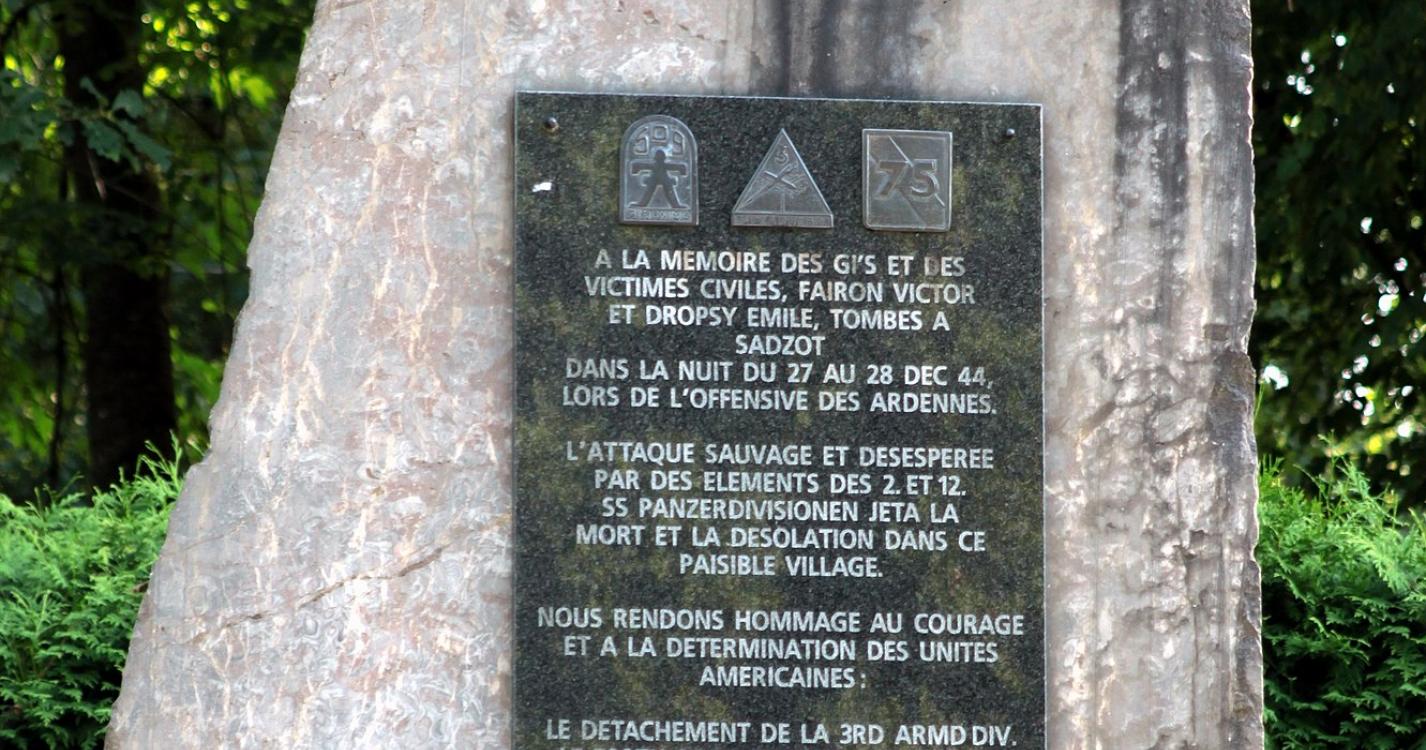 509
75
A LA MEMOIRE DES GI'S ET DES
VICTIMES CIVILES, FAIRON VICTOR
ET DROPSY EMILE, TOMBES A
SADZOT
DANS LA NUIT DU 27 AU 28 DEC 44,
LORS DE L'OFFENSIVE DES ARDENNES.
L'ATTAQUE SAUVAGE ET DESESPEREE
PAR DES ELEMENTS DES 2. ET 12.
SS PANZERDIVISIONEN JETA LA
MORT ET LA DESOLATION DANS CE
PAISIBLE VILLAGE.
NOUS RENDONS HOMMAGE AU COURAGE
ET A LA DETERMINATION DES UNITES
AMERICAINES :
LE DETACHEMENT DE LA 3RD ARMD DIV.